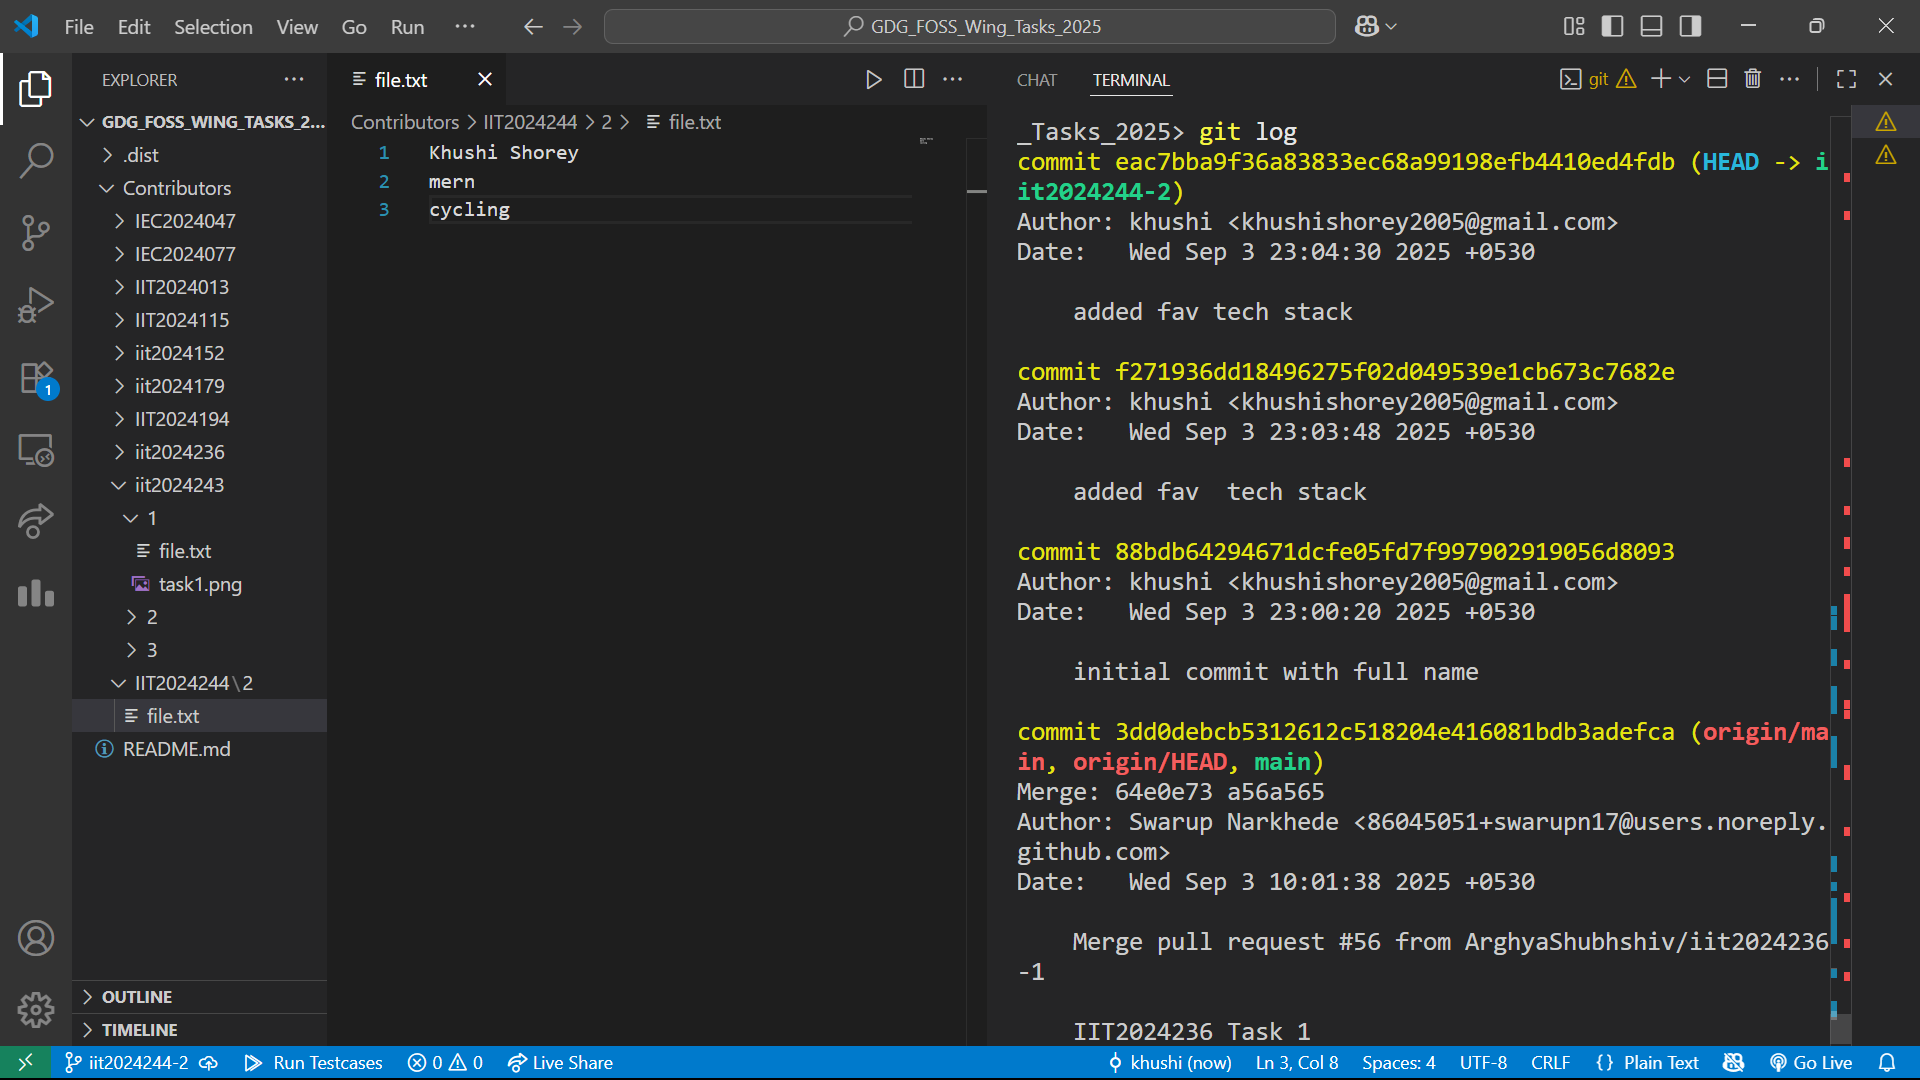 File Edit Selection View Go Run ··· GDG_FOSS_Wing_Tasks_2025
EXPLORER
GDG_FOSS_WING_TASKS_2...
.dist
Contributors
IEC2024047
IEC2024077
IIT2024013
IIT2024115
iit2024152
iit2024179
IIT2024194
iit2024236
iit2024243
1
file.txt
task1.png
2
3
IIT2024244\2
file.txt
README.md
OUTLINE
TIMELINE
1
file.txt
Contributors > IIT2024244 > 2 > file.txt
1 Khushi Shorey
2 mern
3 cycling
CHAT TERMINAL git
_Tasks_2025> git log
commit eac7bba9f36a83833ec68a99198efb4410ed4fdb (HEAD -> i
it2024244-2)
Author: khushi <khushishorey2005@gmail.com>
Date:   Wed Sep 3 23:04:30 2025 +0530
added fav tech stack
commit f271936dd18496275f02d049539e1cb673c7682e
Author: khushi <khushishorey2005@gmail.com>
Date:   Wed Sep 3 23:03:48 2025 +0530
added fav  tech stack
commit 88bdb64294671dcfe05fd7f997902919056d8093
Author: khushi <khushishorey2005@gmail.com>
Date:   Wed Sep 3 23:00:20 2025 +0530
initial commit with full name
commit 3dd0debcb5312612c518204e416081bdb3adefca (origin/ma
in, origin/HEAD, main)
Merge: 64e0e73 a56a565
Author: Swarup Narkhede <86045051+swarupn17@users.noreply.
github.com>
Date:   Wed Sep 3 10:01:38 2025 +0530
Merge pull request #56 from ArghyaShubhshiv/iit2024236
-1
IIT2024236 Task 1
iit2024244-2 Run Testcases 0 0 Live Share khushi (now) Ln 3, Col 8 Spaces: 4 UTF-8 CRLF {} Plain Text Go Live